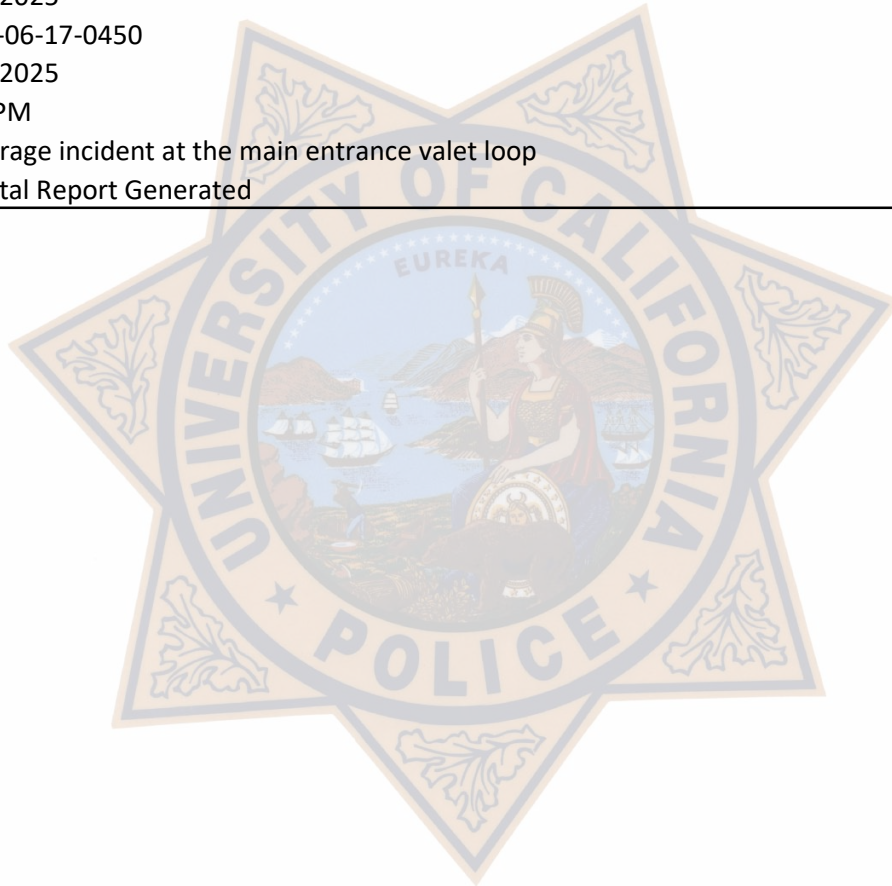 2025
-06-17-0450
2025
PM
rage incident at the main entrance valet loop
tal Report Generated
UNIVERSITY OF CALIFORNIA
EUREKA
POLICE